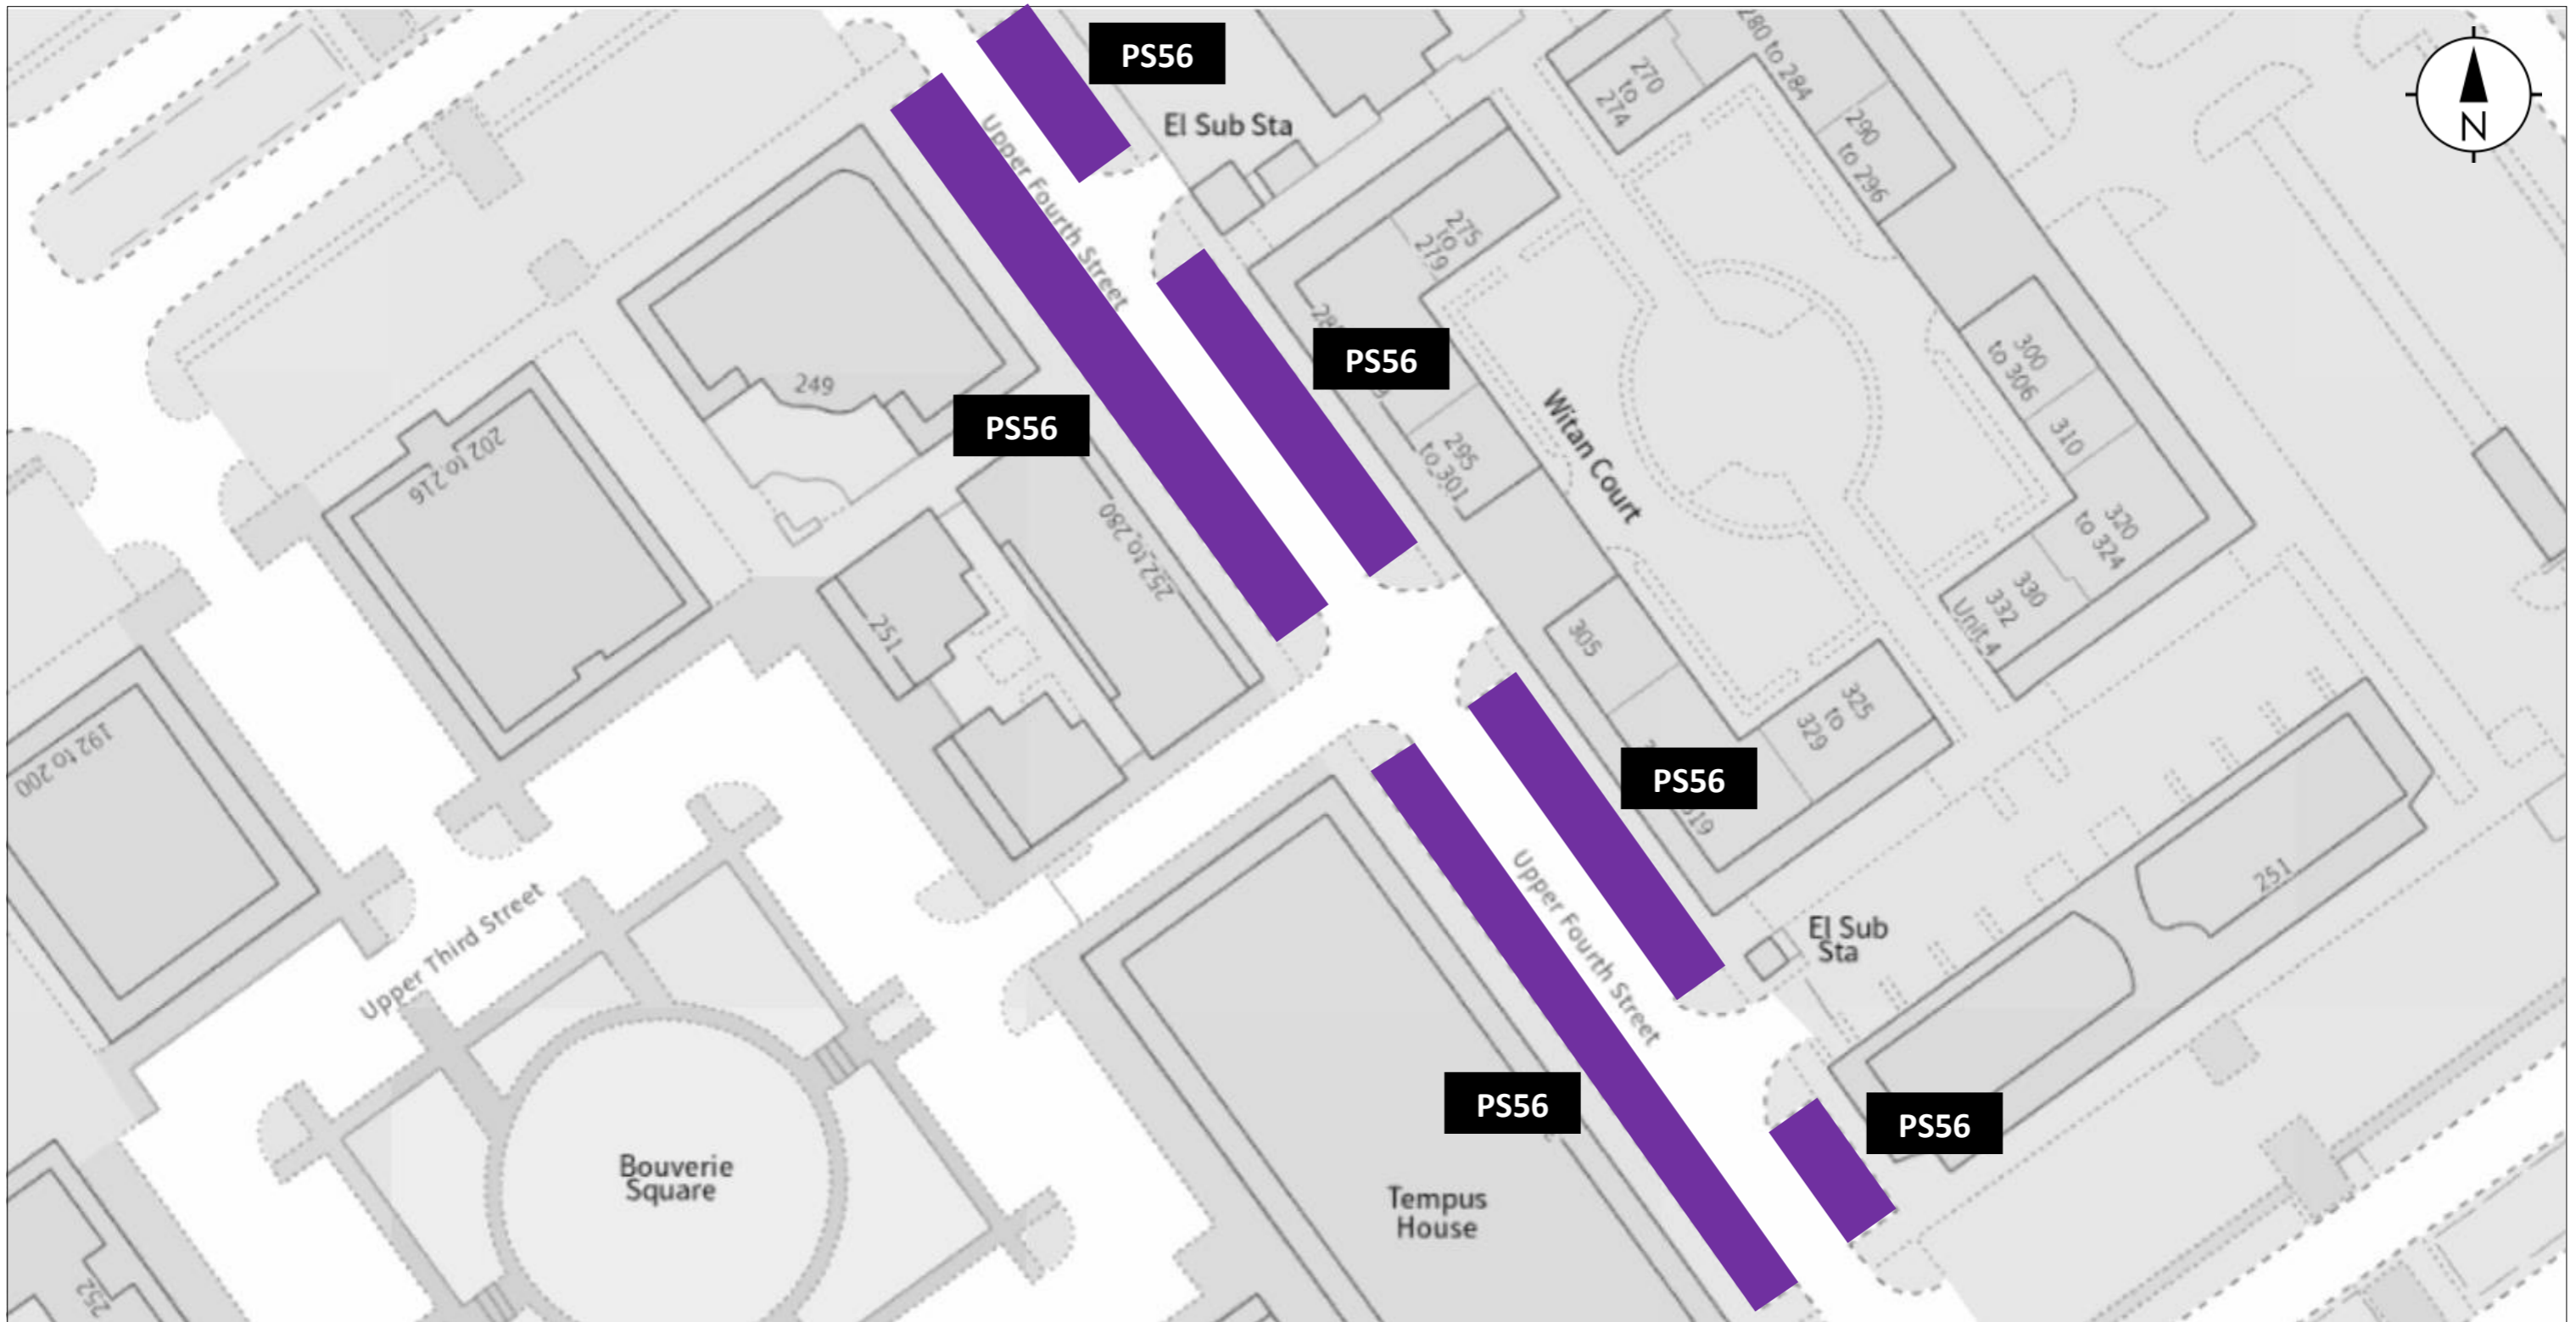 PS56
280 to 284
270
to
274
290
to 296
El Sub Sta
Upper Fourth Street
275
to
279
PS56
249
300
to 306
310
PS56
202 to 216
295
to 301
Witan Court
252 to 280
320
to 324
330
332
Unit 4
251
305
325
to
329
192 to 200
PS56
319
Upper Fourth Street
251
Upper Third Street
El Sub
Sta
PS56
PS56
Bouverie
Square
Tempus
House
252
N